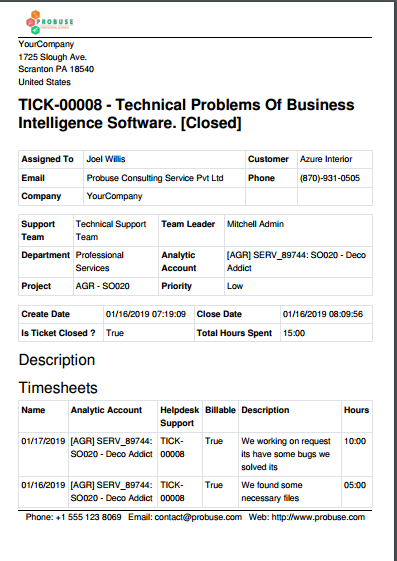 PROBUSE
YourCompany
1725 Slough Ave.
Scranton PA 18540
United States
TICK-00008 - Technical Problems Of Business
Intelligence Software. [Closed]
Assigned To Joel Willis Customer Azure Interior
Email Probuse Consulting Service Pvt Ltd Phone (870)-931-0505
Company YourCompany
Support Technical Support Team Leader Mitchell Admin
Team Team
Department Professional Analytic [AGR] SERV_89744: SO020 - Deco
Services Account Addict
Project AGR - SO020 Priority Low
Create Date 01/16/2019 07:19:09 Close Date 01/16/2019 08:09:56
Is Ticket Closed ? True Total Hours Spent 15:00
Description
Timesheets
Name Analytic Account Helpdesk Billable Description Hours
Support
01/17/2019 [AGR] SERV_89744: TICK- True We working on request 10:00
SO020 - Deco Addict 00008 its have some bugs we
solved its
01/16/2019 [AGR] SERV_89744: TICK- True We found some 05:00
SO020 - Deco Addict 00008 necessary files
Phone: +1 555 123 8069 Email: contact@probuse.com Web: http://www.probuse.com